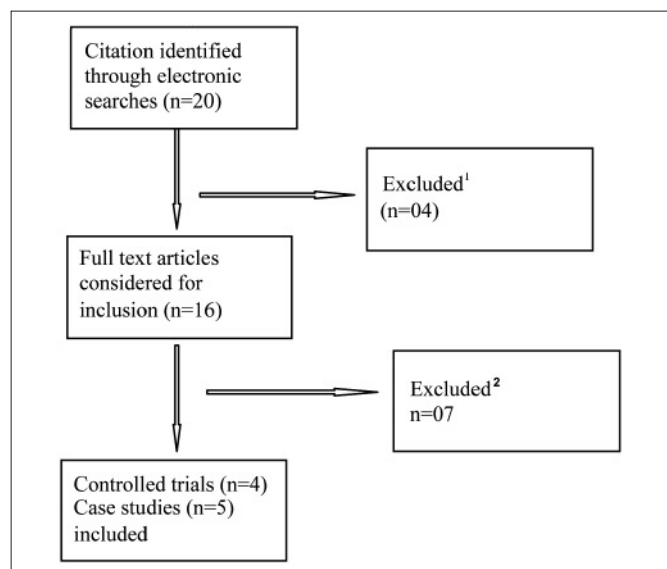 Citation identified
through electronic
searches (n=20)
Excluded¹
(n=04)
Full text articles
considered for
inclusion (n=16)
Excluded²
n=07
Controlled trials (n=4)
Case studies (n=5)
included